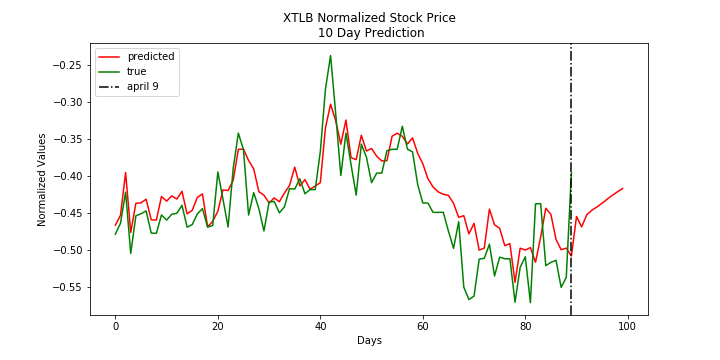 XTLB Normalized Stock Price
10 Day Prediction
predicted
true
april 9
Normalized Values
−0.25
−0.30
−0.35
−0.40
−0.45
−0.50
−0.55
0
20
40
60
80
100
Days